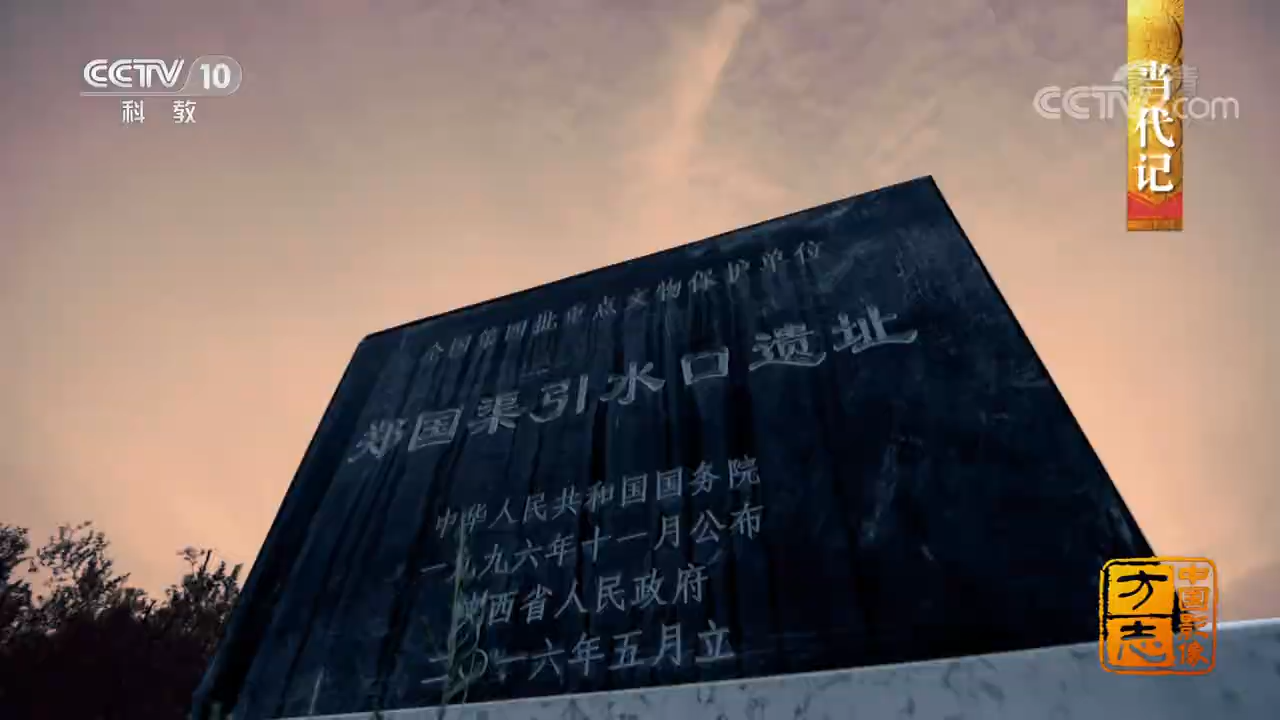 CCTV 10
科教
CCTV.com
当代记
全国第四批重点文物保护单位
郑国渠引水口遗址
中华人民共和国国务院
一九九六年十一月公布
陕西省人民政府
二〇一六年五月立
中国影像
方志